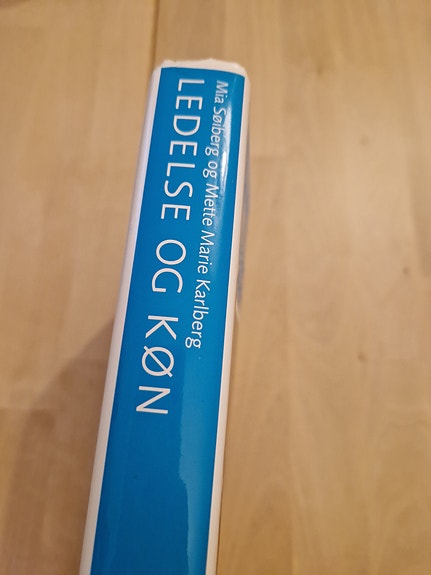 Mia Søiberg og Mette Marie Karlberg
LEDELSE OG KØN